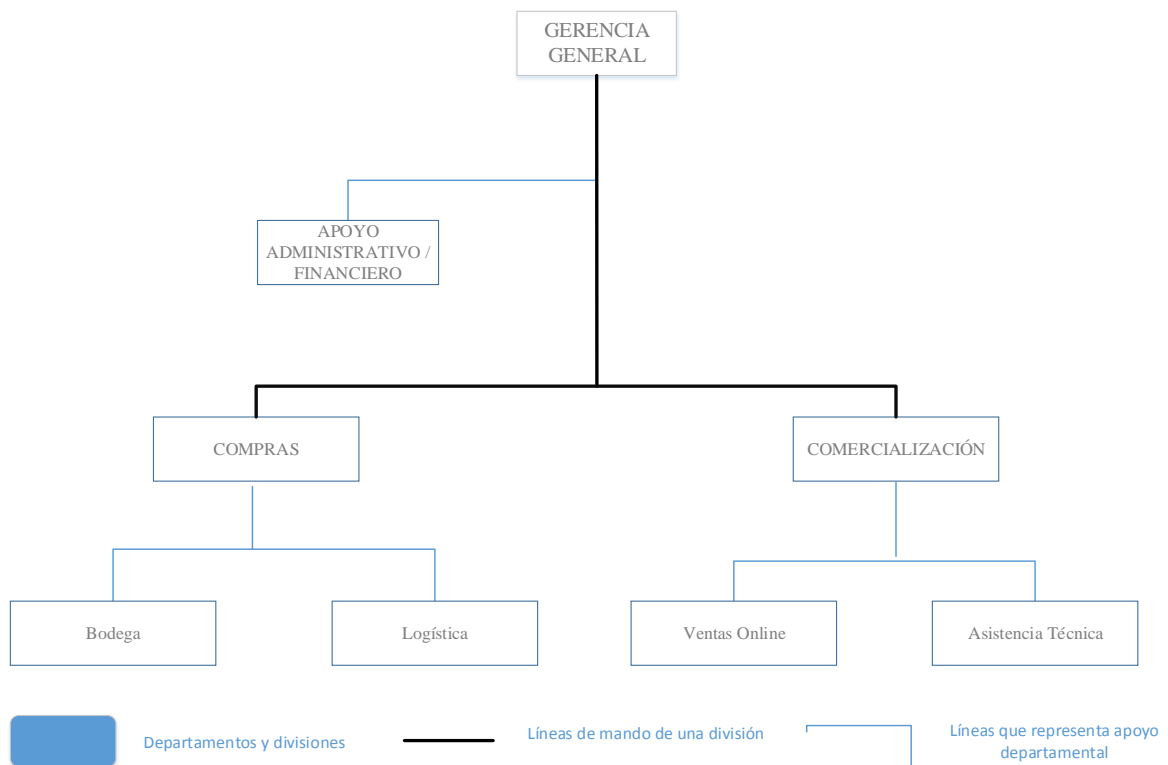 GERENCIA
GENERAL
APOYO
ADMINISTRATIVO /
FINANCIERO
COMPRAS
COMERCIALIZACIÓN
Bodega
Logística
Ventas Online
Asistencia Técnica
Departamentos y divisiones
Líneas de mando de una división
Líneas que representa apoyo
departamental